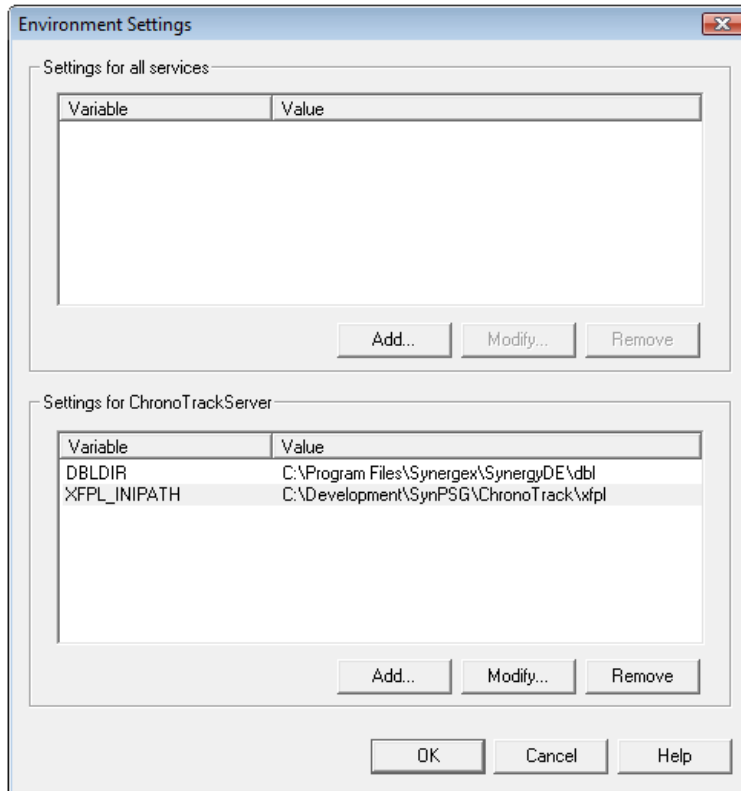 Environment Settings
Settings for all services
Variable Value
Add... Modify... Remove
Settings for ChronoTrackServer
Variable Value
DBLDIR C:\Program Files\Synergex\SynergyDE\dbl
XFPL_INIPATH C:\Development\SynPSG\ChronoTrack\xfpl
Add... Modify... Remove
OK Cancel Help